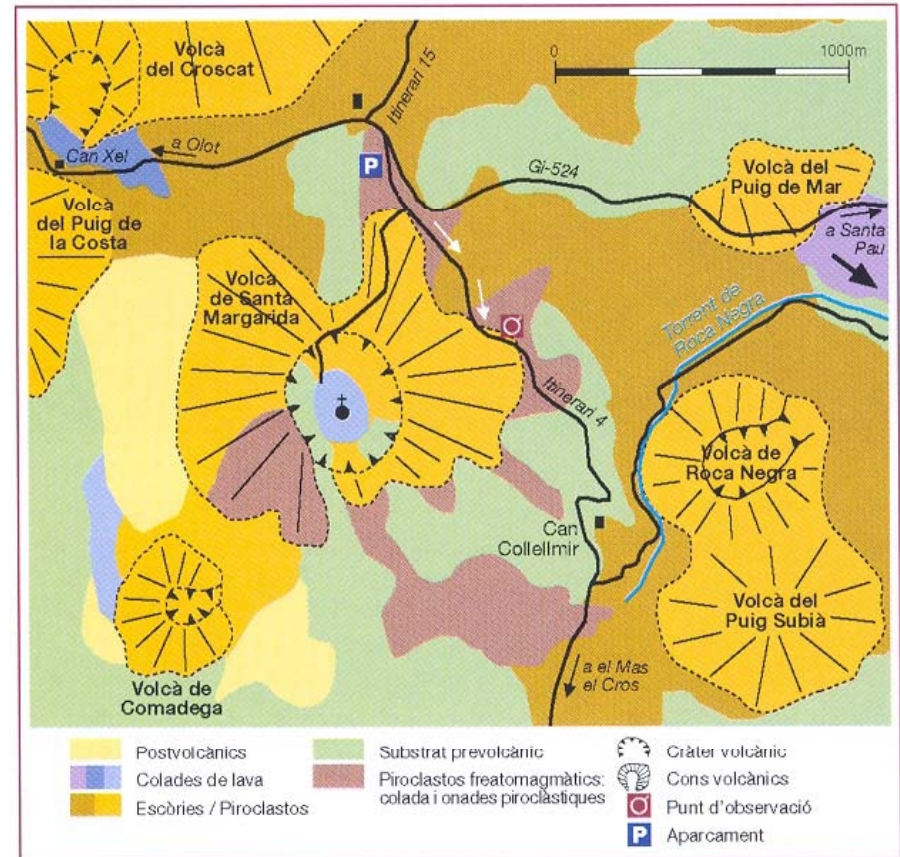 Volcà
del Croscat
Itinerari 15
0
1000m
a Olot
Can Xel
Gi-524
Volcà del
Puig de Mar
Volcà
del Puig de
la Costa
a Santa
Pau
Volcà
de Santa
Margarida
Torrent de
Roca Negra
Itinerari 4
Volcà de
Roca Negra
Can
Collellmir
Volcà del
Puig Subià
a el Mas
el Cros
Volcà de
Comadega
P
Postvolcànics
Colades de lava
Escòries / Piroclastos
Substrat prevolcànic
Piroclastos freatomagmàtics:
colada i onades piroclàstiques
Cràter volcànic
Cons volcànics
Punt d'observació
P Aparcament